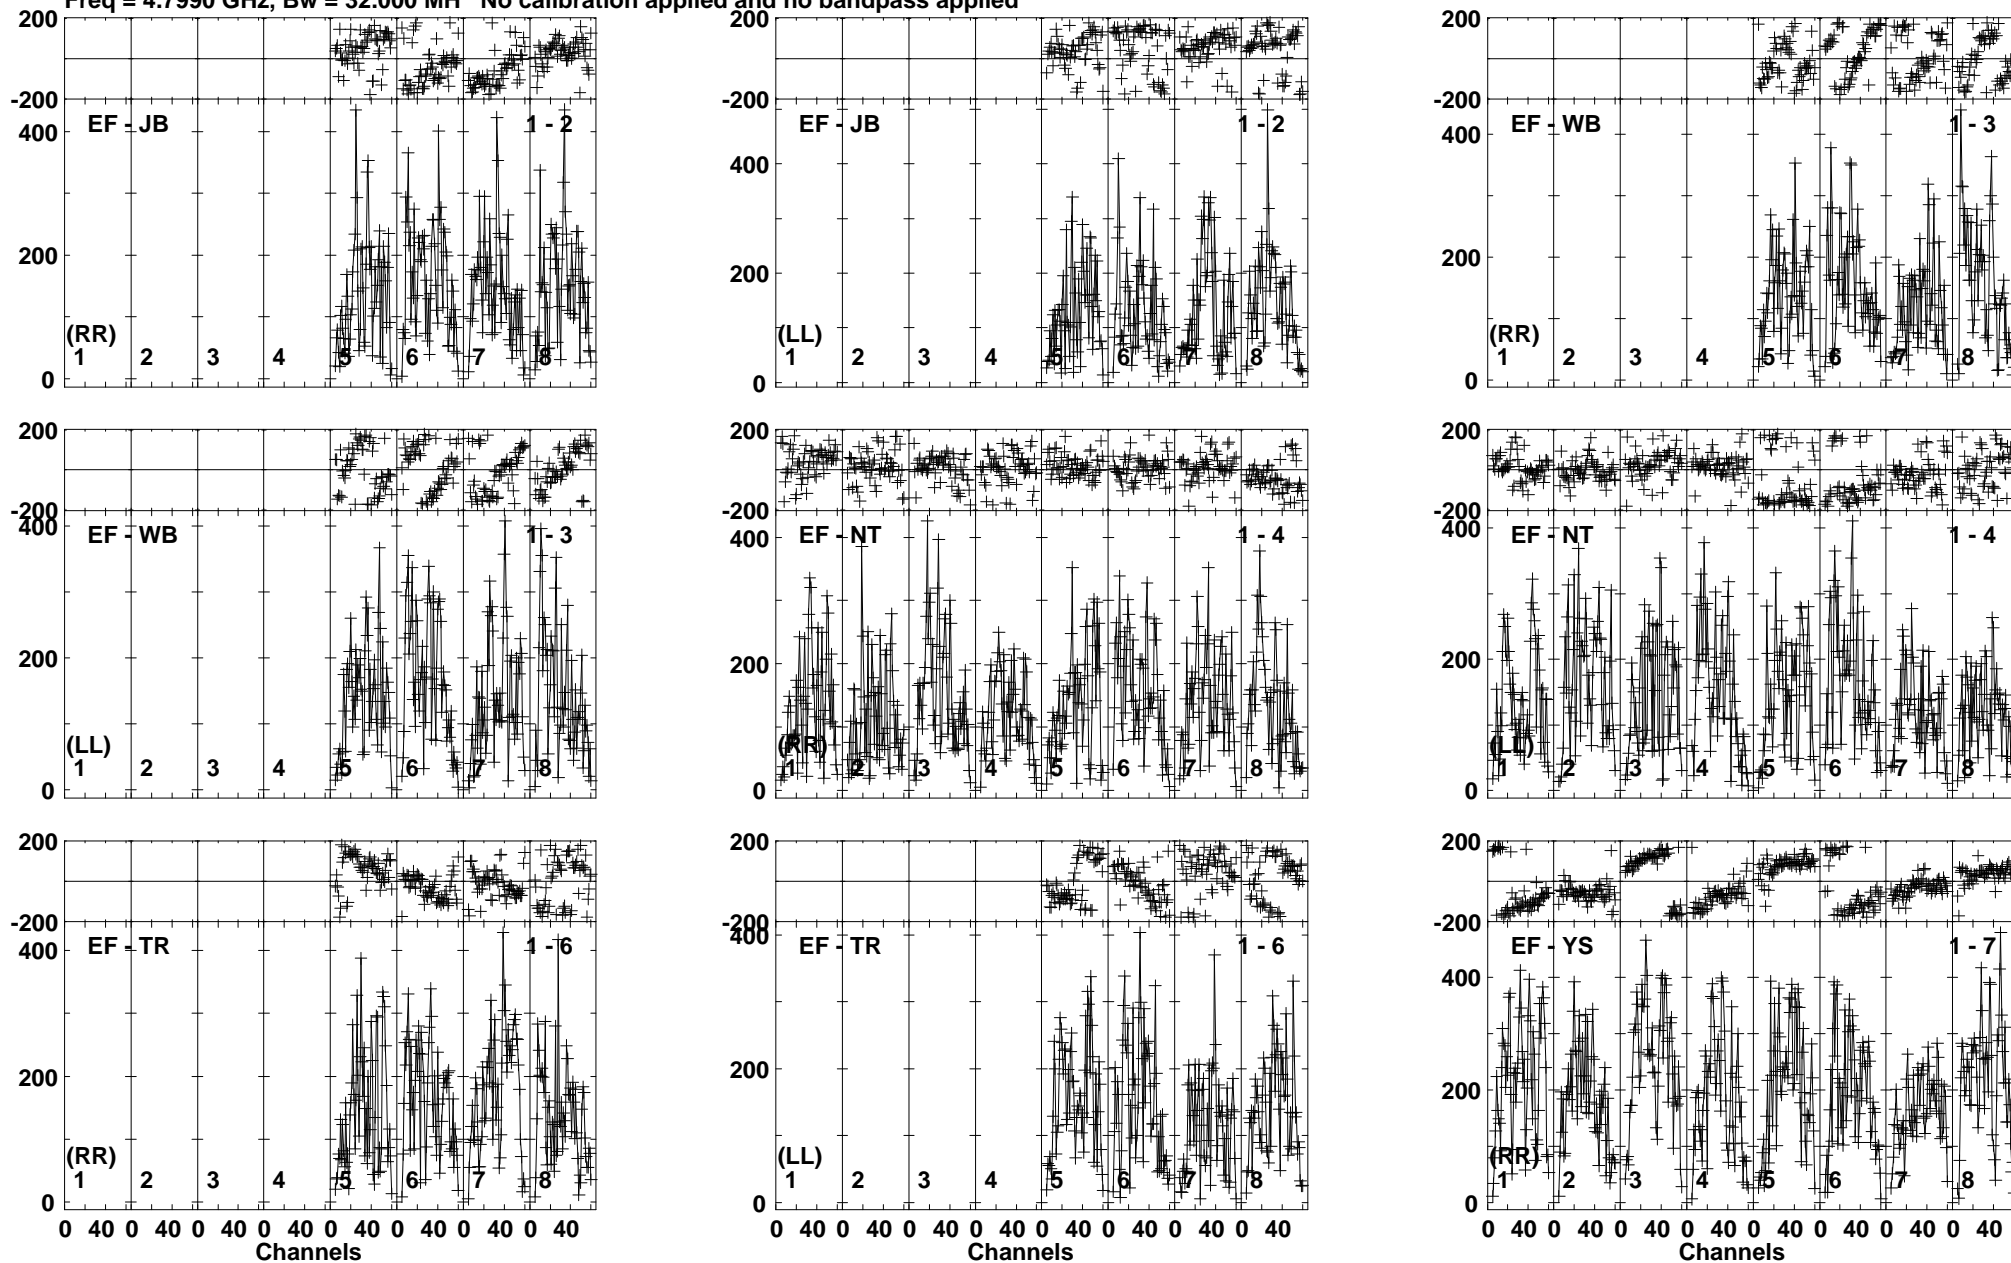 Freq = 4.7990 GHz, Bw = 32.000 MH No calibration applied and no bandpass applied
200 200 200
-200 -200 -200
EF - JB 1 - 2 EF - JB 1 - 2 EF - WB 1 - 3
400 400 400
200 200 200
(RR) (LL) (RR)
1 2 3 4 5 6 7 8 1 2 3 4 5 6 7 8 1 2 3 4 5 6 7 8
0 0 0
200 200 200
-200 -200 -200
EF - WB 1 - 3 EF - NT 1 - 4 EF - NT 1 - 4
400 400 400
200 200 200
(LL) (RR) (LL)
1 2 3 4 5 6 7 8 1 2 3 4 5 6 7 8 1 2 3 4 5 6 7 8
0 0 0
200 200 200
-200 -200 -200
EF - TR 1 - 6 EF - TR 1 - 6 EF - YS 1 - 7
400 400 400
200 200 200
(RR) (LL) (RR)
1 2 3 4 5 6 7 8 1 2 3 4 5 6 7 8 1 2 3 4 5 6 7 8
0 0 0
0 40 0 40 0 40 0 40 0 40 0 40 0 40 0 40 0 40 0 40 0 40 0 40 0 40 0 40 0 40 0 40 0 40 0 40 0 40 0 40 0 40 0 40 0 40 0 40
Channels Channels Channels